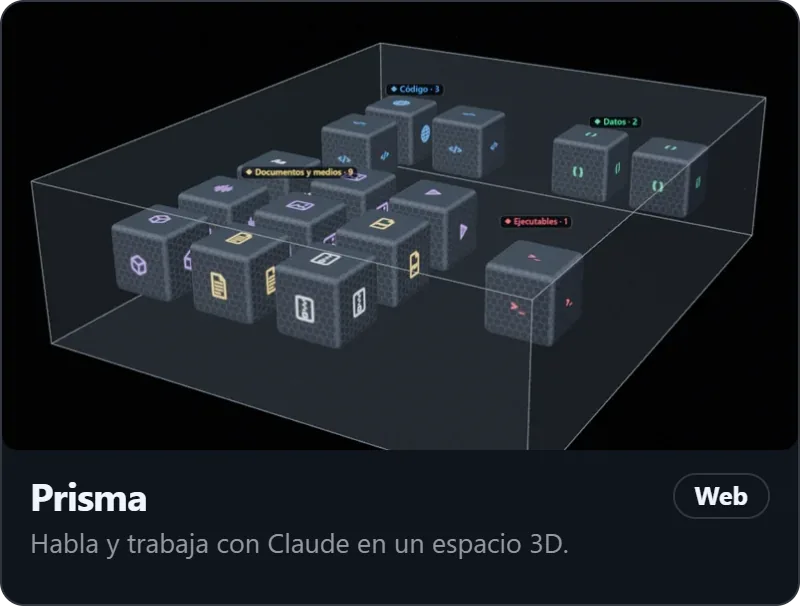 Código · 3
Datos · 2
Documentos y medios · 9
Ejecutables · 1
Prisma
Web
Habla y trabaja con Claude en un espacio 3D.